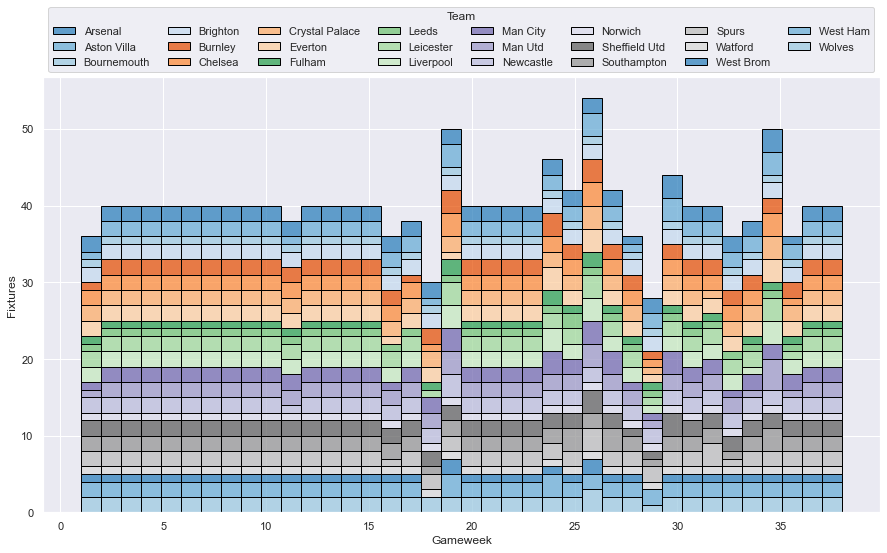 Team
Arsenal Brighton Crystal Palace Leeds Man City Norwich Spurs West Ham
Aston Villa Burnley Everton Leicester Man Utd Sheffield Utd Watford Wolves
Bournemouth Chelsea Fulham Liverpool Newcastle Southampton West Brom
50
40
30
20
10
0
Fixtures
0 5 10 15 20 25 30 35
Gameweek